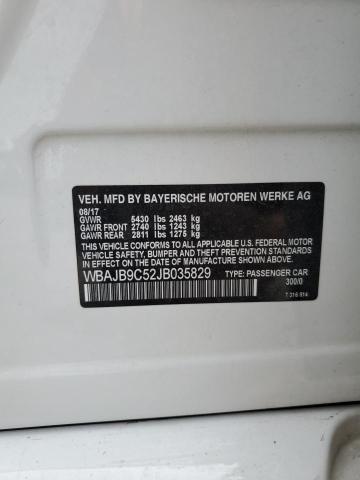 VEH. MFD BY BAYERISCHE MOTOREN WERKE AG
08/17
GVWR 5430 lbs 2463 kg
GAWR FRONT 2740 lbs 1243 kg
GAWR REAR 2811 lbs 1275 kg
THIS VEHICLE CONFORMS TO ALL APPLICABLE U.S. FEDERAL MOTOR
VEHICLE SAFETY, BUMPER AND THEFT PREVENTION STANDARDS
IN EFFECT ON THE DATE OF MANUFACTURE SHOWN ABOVE.
WBAJB9C52JB035829 TYPE: PASSENGER CAR
300/0
T 316 R14